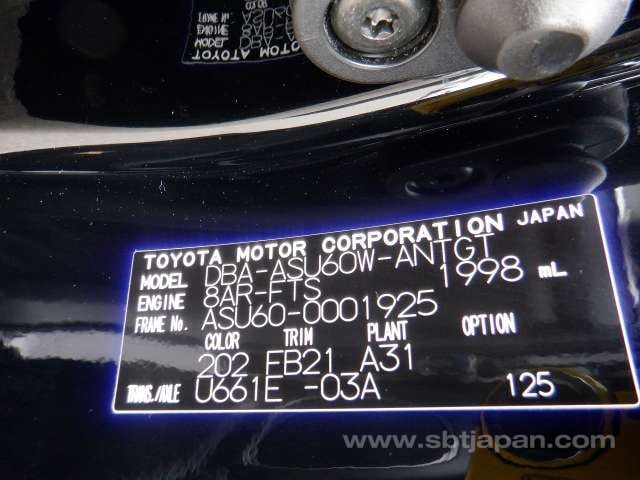 TOYOTA MOTOR CORPORATION JAPAN
MODEL DBA-ASU60W-ANTGT
ENGINE 8AR-FTS 1998 mL
FRAME No. ASU60-0001925
COLOR TRIM PLANT OPTION
202 FB21 A31
TRANS./AXLE U661E -03A 125
www.sbtjapan.com